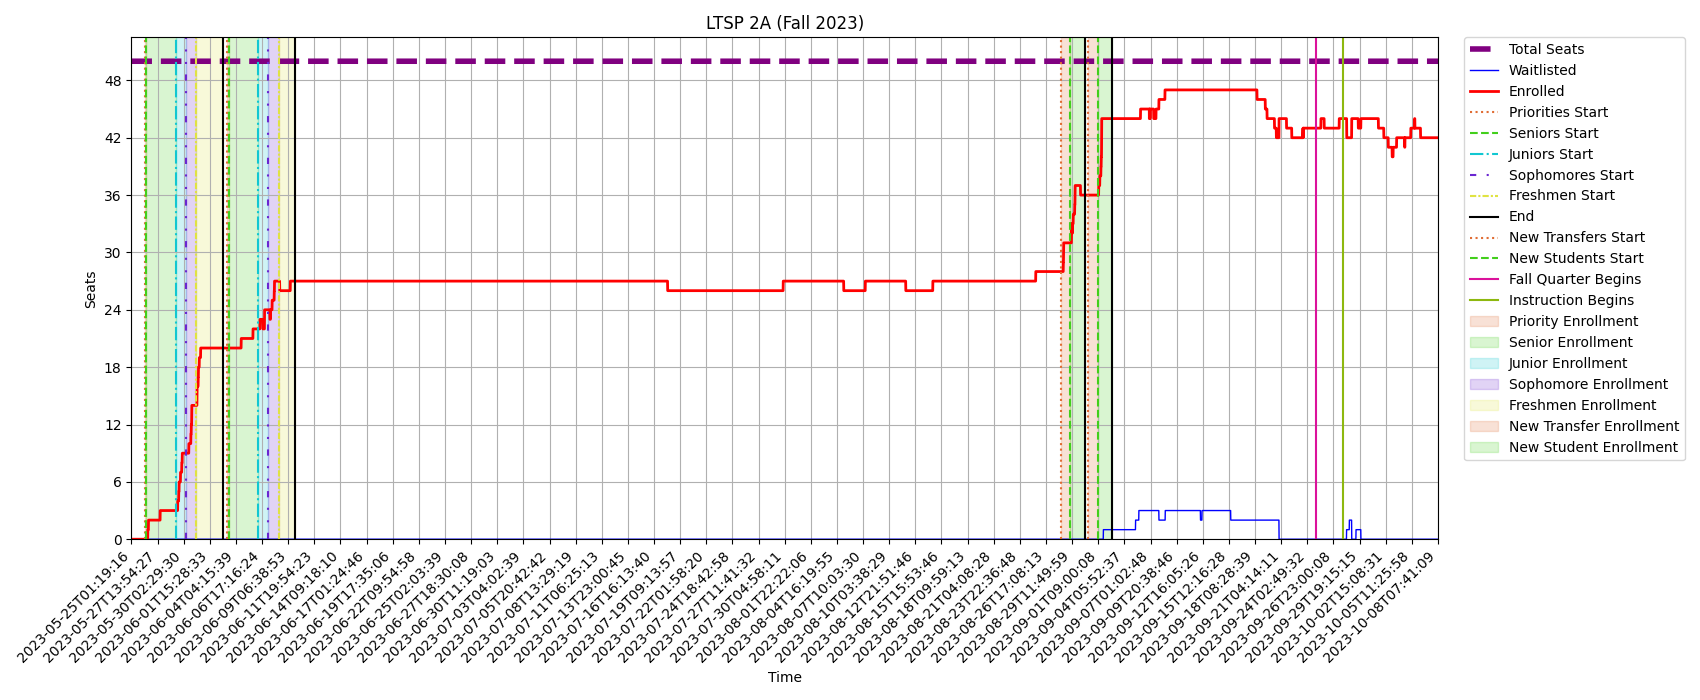 LTSP 2A (Fall 2023)
Seats
48
42
36
30
24
18
12
6
0
2023-05-25T01:19:16
2023-05-27T13:54:27
2023-05-30T02:29:30
2023-06-01T15:28:33
2023-06-04T04:15:39
2023-06-06T17:16:24
2023-06-09T06:38:53
2023-06-11T19:54:23
2023-06-14T09:18:10
2023-06-17T01:24:46
2023-06-19T17:35:06
2023-06-22T09:54:58
2023-06-25T02:03:39
2023-06-27T18:30:08
2023-06-30T11:19:03
2023-07-03T04:02:39
2023-07-05T20:42:42
2023-07-08T13:29:19
2023-07-11T06:25:13
2023-07-13T23:00:45
2023-07-16T16:13:40
2023-07-19T09:13:57
2023-07-22T01:58:20
2023-07-24T18:42:58
2023-07-27T11:41:32
2023-07-30T04:58:11
2023-08-01T22:22:06
2023-08-04T16:19:55
2023-08-07T10:03:30
2023-08-10T03:38:29
2023-08-12T21:51:46
2023-08-15T15:53:46
2023-08-18T09:59:13
2023-08-21T04:08:28
2023-08-23T22:36:48
2023-08-26T17:08:13
2023-08-29T11:49:59
2023-09-01T09:00:08
2023-09-04T05:52:37
2023-09-07T01:02:48
2023-09-09T20:38:46
2023-09-12T16:05:26
2023-09-15T12:16:28
2023-09-18T08:28:39
2023-09-21T04:14:11
2023-09-24T02:49:32
2023-09-26T23:00:08
2023-09-29T19:15:15
2023-10-02T15:08:31
2023-10-05T11:25:58
2023-10-08T07:41:09
Time
Total Seats
Waitlisted
Enrolled
Priorities Start
Seniors Start
Juniors Start
Sophomores Start
Freshmen Start
End
New Transfers Start
New Students Start
Fall Quarter Begins
Instruction Begins
Priority Enrollment
Senior Enrollment
Junior Enrollment
Sophomore Enrollment
Freshmen Enrollment
New Transfer Enrollment
New Student Enrollment